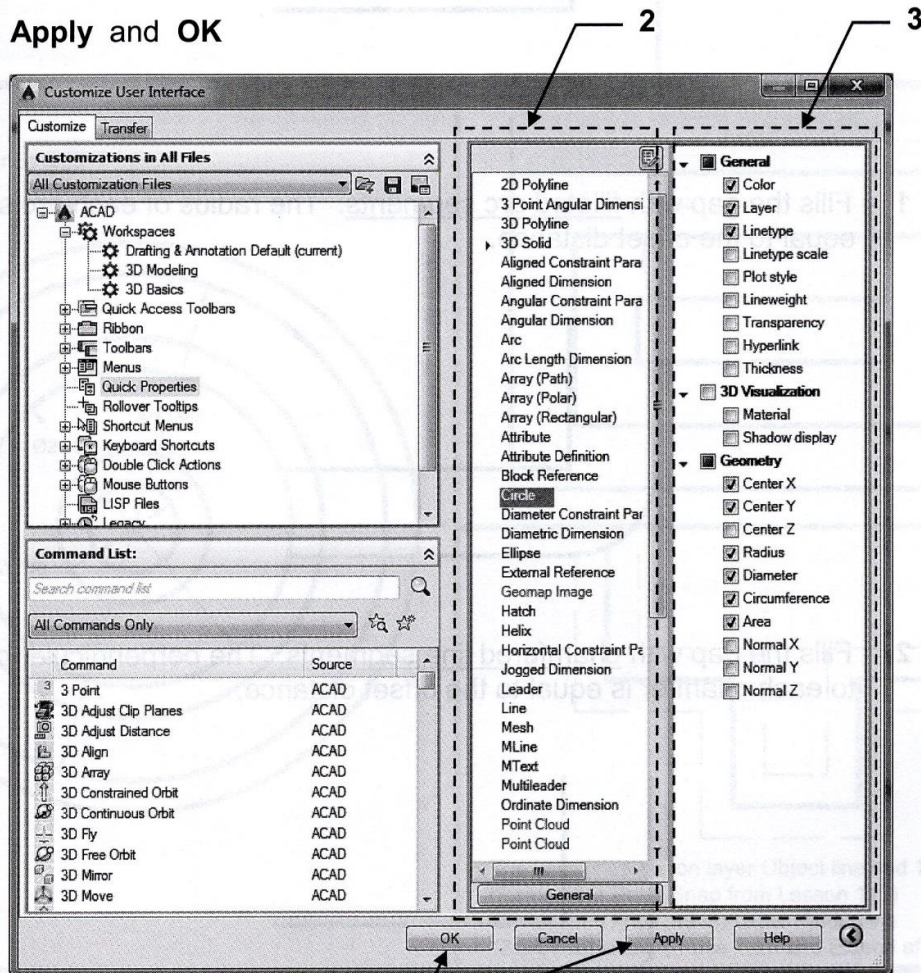 Apply and OK
2
3
Customize User Interface
Customize Transfer
Customizations in All Files
All Customization Files
ACAD
Workspaces
Drafting & Annotation Default (current)
3D Modeling
3D Basics
Quick Access Toolbars
Ribbon
Toolbars
Menus
Quick Properties
Rollover Tooltips
Shortcut Menus
Keyboard Shortcuts
Double Click Actions
Mouse Buttons
LISP Files
Legacy
Command List:
Search command list
All Commands Only
Command Source
3 Point ACAD
3D Adjust Clip Planes ACAD
3D Adjust Distance ACAD
3D Align ACAD
3D Array ACAD
3D Constrained Orbit ACAD
3D Continuous Orbit ACAD
3D Fly ACAD
3D Free Orbit ACAD
3D Mirror ACAD
3D Move ACAD
2D Polyline
3 Point Angular Dimensi
3D Polyline
3D Solid
Aligned Constraint Para
Aligned Dimension
Angular Constraint Para
Angular Dimension
Arc
Arc Length Dimension
Array (Path)
Array (Polar)
Array (Rectangular)
Attribute
Attribute Definition
Block Reference
Circle
Diameter Constraint Par
Diametric Dimension
Ellipse
External Reference
Geomap Image
Hatch
Helix
Horizontal Constraint Pa
Jogged Dimension
Leader
Line
Mesh
MLine
MText
Multileader
Ordinate Dimension
Point Cloud
Point Cloud
General
General
Color
Layer
Linetype
Linetype scale
Plot style
Lineweight
Transparency
Hyperlink
Thickness
3D Visualization
Material
Shadow display
Geometry
Center X
Center Y
Center Z
Radius
Diameter
Circumference
Area
Normal X
Normal Y
Normal Z
OK Cancel Apply Help